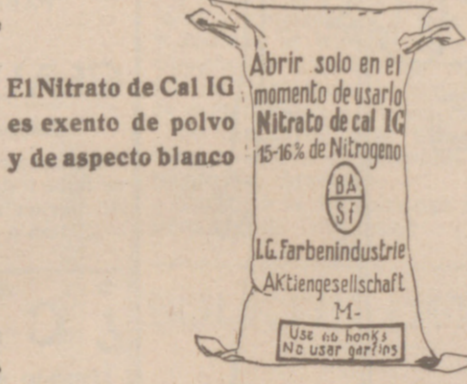 El Nitrato de Cal IG
es exento de polvo
y de aspecto blanco
Abrir solo en el
momento de usarlo
Nitrato de cal IG
15-16% de Nitrogeno
BA
Sf
I.G. Farbenindustrie
Aktiengesellschaft
M-
Use no hooks
No usar garfios